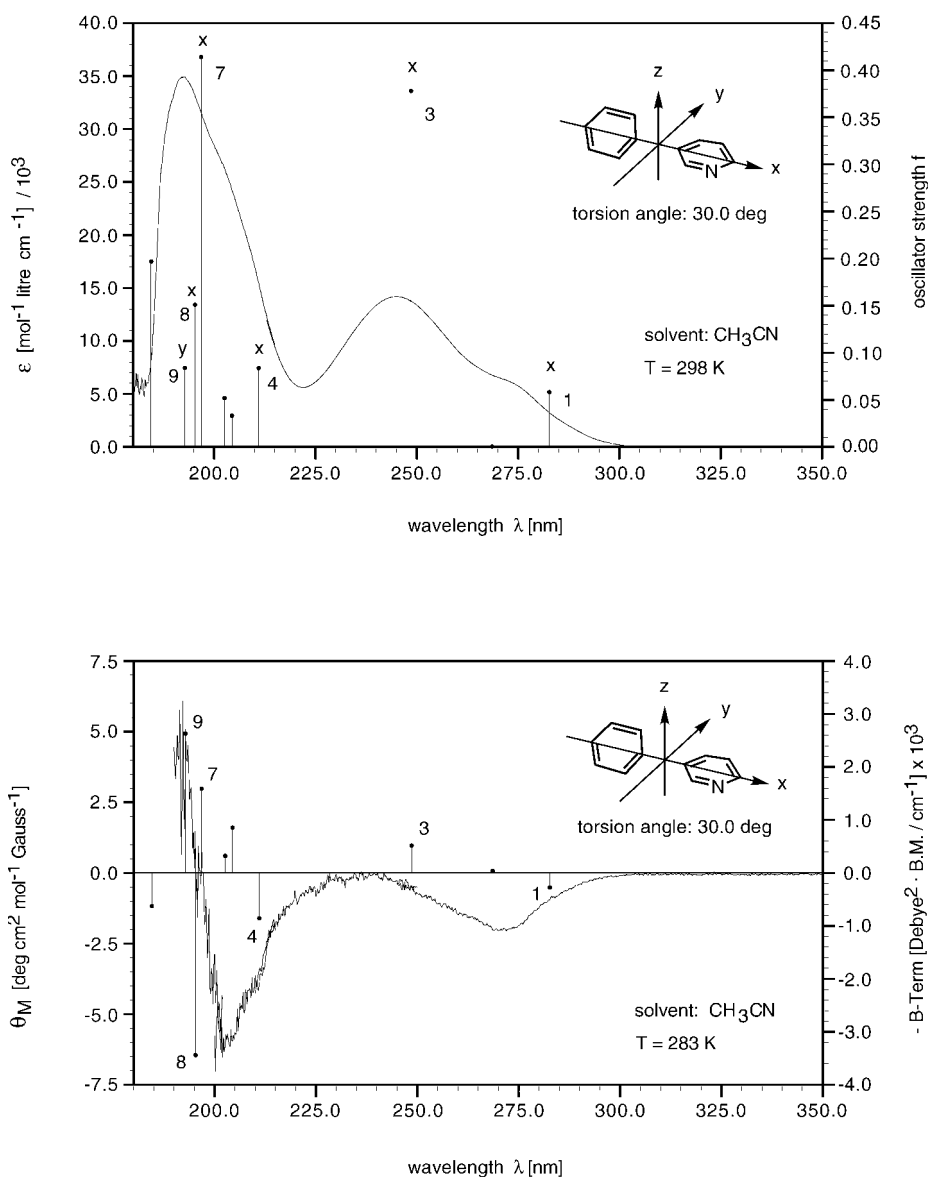 40.0
35.0
30.0
25.0
20.0
15.0
10.0
5.0
0.0
ε [mol⁻¹ litre cm⁻¹] / 10³
0.45
0.40
0.35
0.30
0.25
0.20
0.15
0.10
0.05
0.00
oscillator strength f
x
7
x
3
x
8
y
9
x
4
x
1
z
y
x
N
torsion angle: 30.0 deg
solvent: CH₃CN
T = 298 K
200.0 225.0 250.0 275.0 300.0 325.0 350.0
wavelength λ [nm]
7.5
5.0
2.5
0.0
-2.5
-5.0
-7.5
θM [deg cm² mol⁻¹ Gauss⁻¹]
4.0
3.0
2.0
1.0
0.0
-1.0
-2.0
-3.0
-4.0
- B-Term [Debye² · B.M. / cm⁻¹] x 10³
9
7
3
1
4
8
z
y
x
N
torsion angle: 30.0 deg
solvent: CH₃CN
T = 283 K
200.0 225.0 250.0 275.0 300.0 325.0 350.0
wavelength λ [nm]